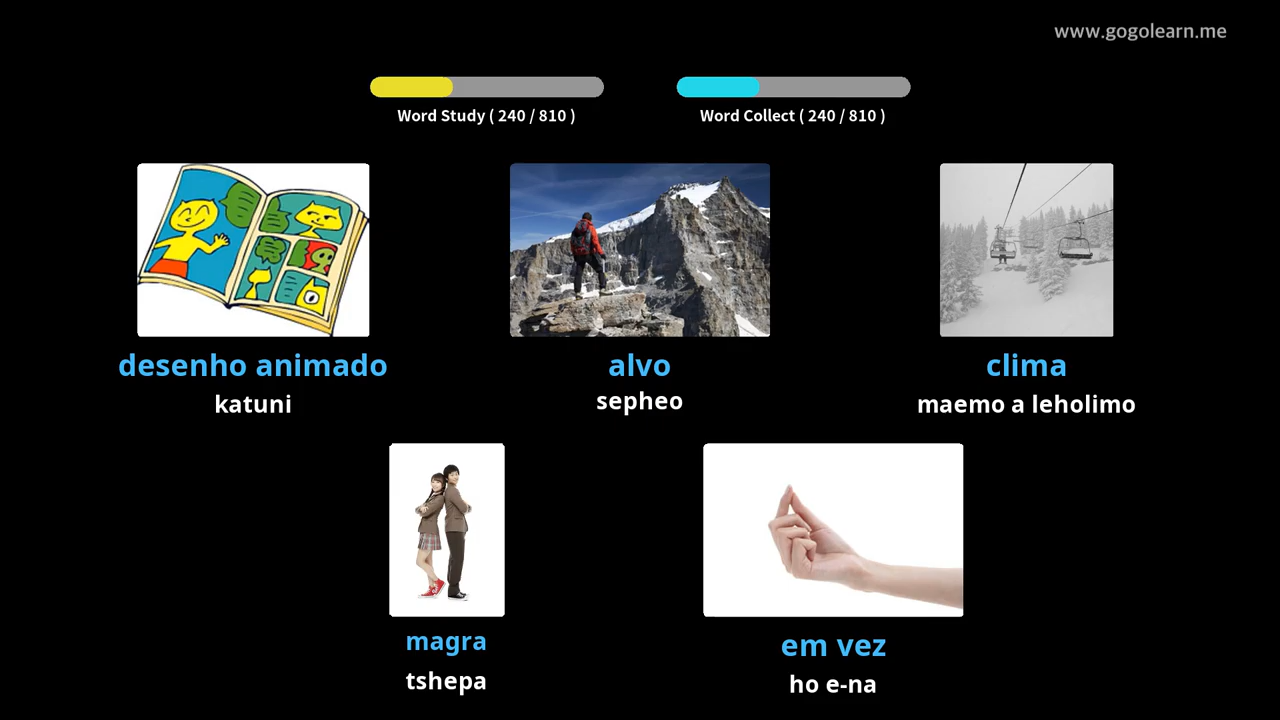 www.gogolearn.me
Word Study ( 240 / 810 )
Word Collect ( 240 / 810 )
desenho animado
katuni
alvo
sepheo
clima
maemo a leholimo
magra
tshepa
em vez
ho e-na